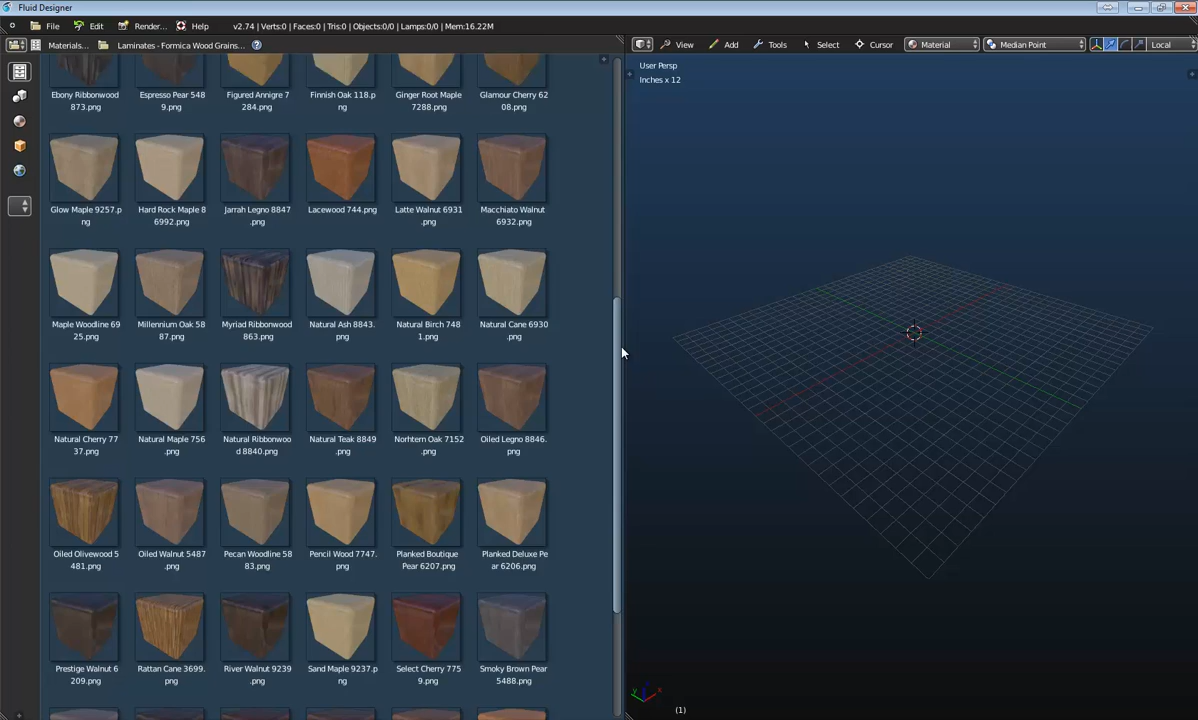 Fluid Designer
File Edit Render... Help v2.74 | Verts:0 | Faces:0 | Tris:0 | Objects:0/0 | Lamps:0/0 | Mem:16.22M
Materials... Laminates - Formica Wood Grains... ?
View Add Tools Select Cursor Material Median Point Local
User Persp
Inches x 12
Ebony Ribbonwood
873.png
Espresso Pear 548
9.png
Figured Annigre 7
284.png
Finnish Oak 118.p
ng
Ginger Root Maple
7288.png
Glamour Cherry 62
08.png
Glow Maple 9257.p
ng
Hard Rock Maple 8
6992.png
Jarrah Legno 8847
.png
Lacewood 744.png
Latte Walnut 6931
.png
Macchiato Walnut
6932.png
Maple Woodline 69
25.png
Millennium Oak 58
87.png
Myriad Ribbonwood
863.png
Natural Ash 8843.
png
Natural Birch 748
1.png
Natural Cane 6930
.png
Natural Cherry 77
37.png
Natural Maple 756
.png
Natural Ribbonwoo
d 8840.png
Natural Teak 8849
.png
Norhtern Oak 7152
.png
Oiled Legno 8846.
png
Oiled Olivewood 5
481.png
Oiled Walnut 5487
.png
Pecan Woodline 58
83.png
Pencil Wood 7747.
png
Planked Boutique
Pear 6207.png
Planked Deluxe Pe
ar 6206.png
Prestige Walnut 6
209.png
Rattan Cane 3699.
png
River Walnut 9239
.png
Sand Maple 9237.p
ng
Select Cherry 775
9.png
Smoky Brown Pear
5488.png
(1)